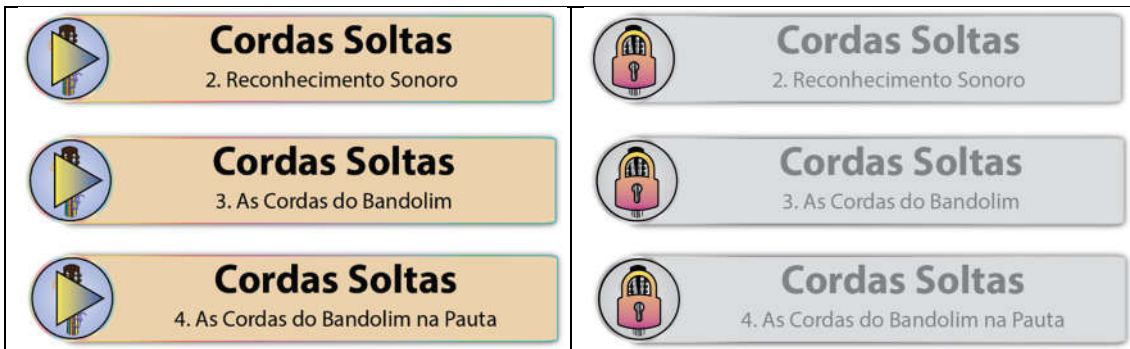 Cordas Soltas
2. Reconhecimento Sonoro
Cordas Soltas
3. As Cordas do Bandolim
Cordas Soltas
4. As Cordas do Bandolim na Pauta
Cordas Soltas
2. Reconhecimento Sonoro
Cordas Soltas
3. As Cordas do Bandolim
Cordas Soltas
4. As Cordas do Bandolim na Pauta